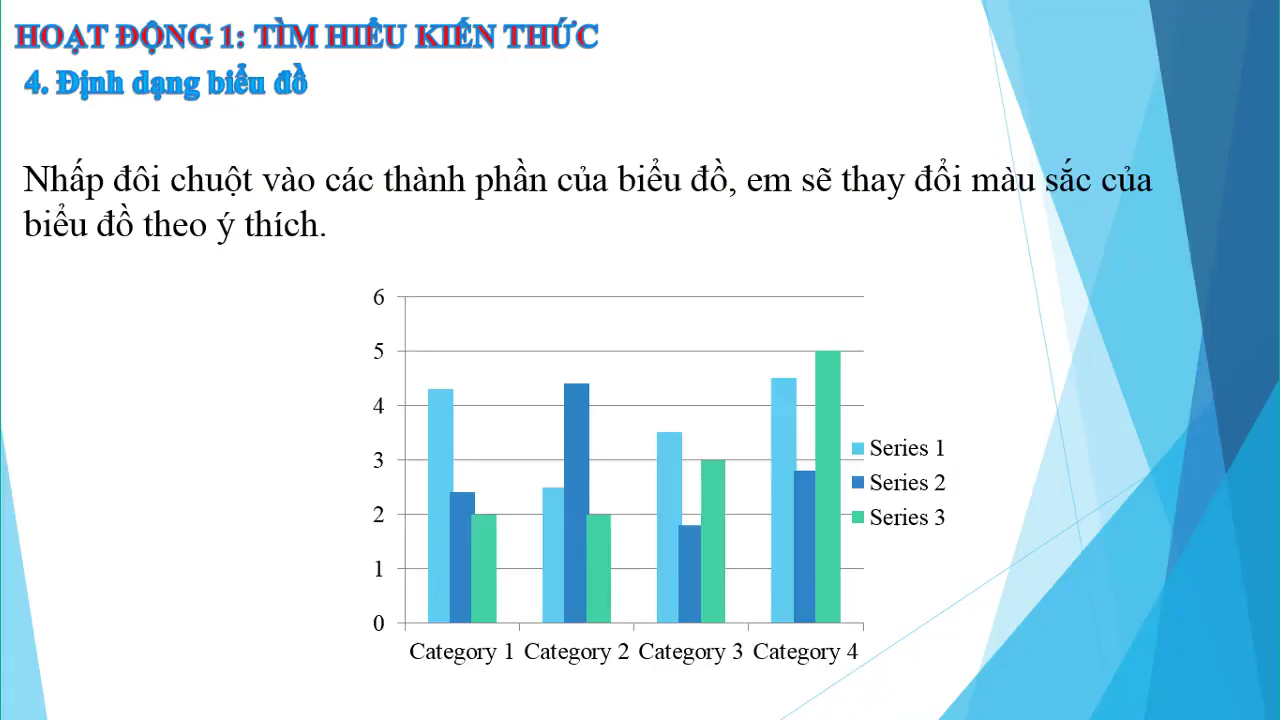 HOẠT ĐỘNG 1: TÌM HIỂU KIẾN THỨC
4. Định dạng biểu đồ
Nhấp đôi chuột vào các thành phần của biểu đồ, em sẽ thay đổi màu sắc của
biểu đồ theo ý thích.
6
5
4
3
2
1
0
Category 1 Category 2 Category 3 Category 4
Series 1
Series 2
Series 3